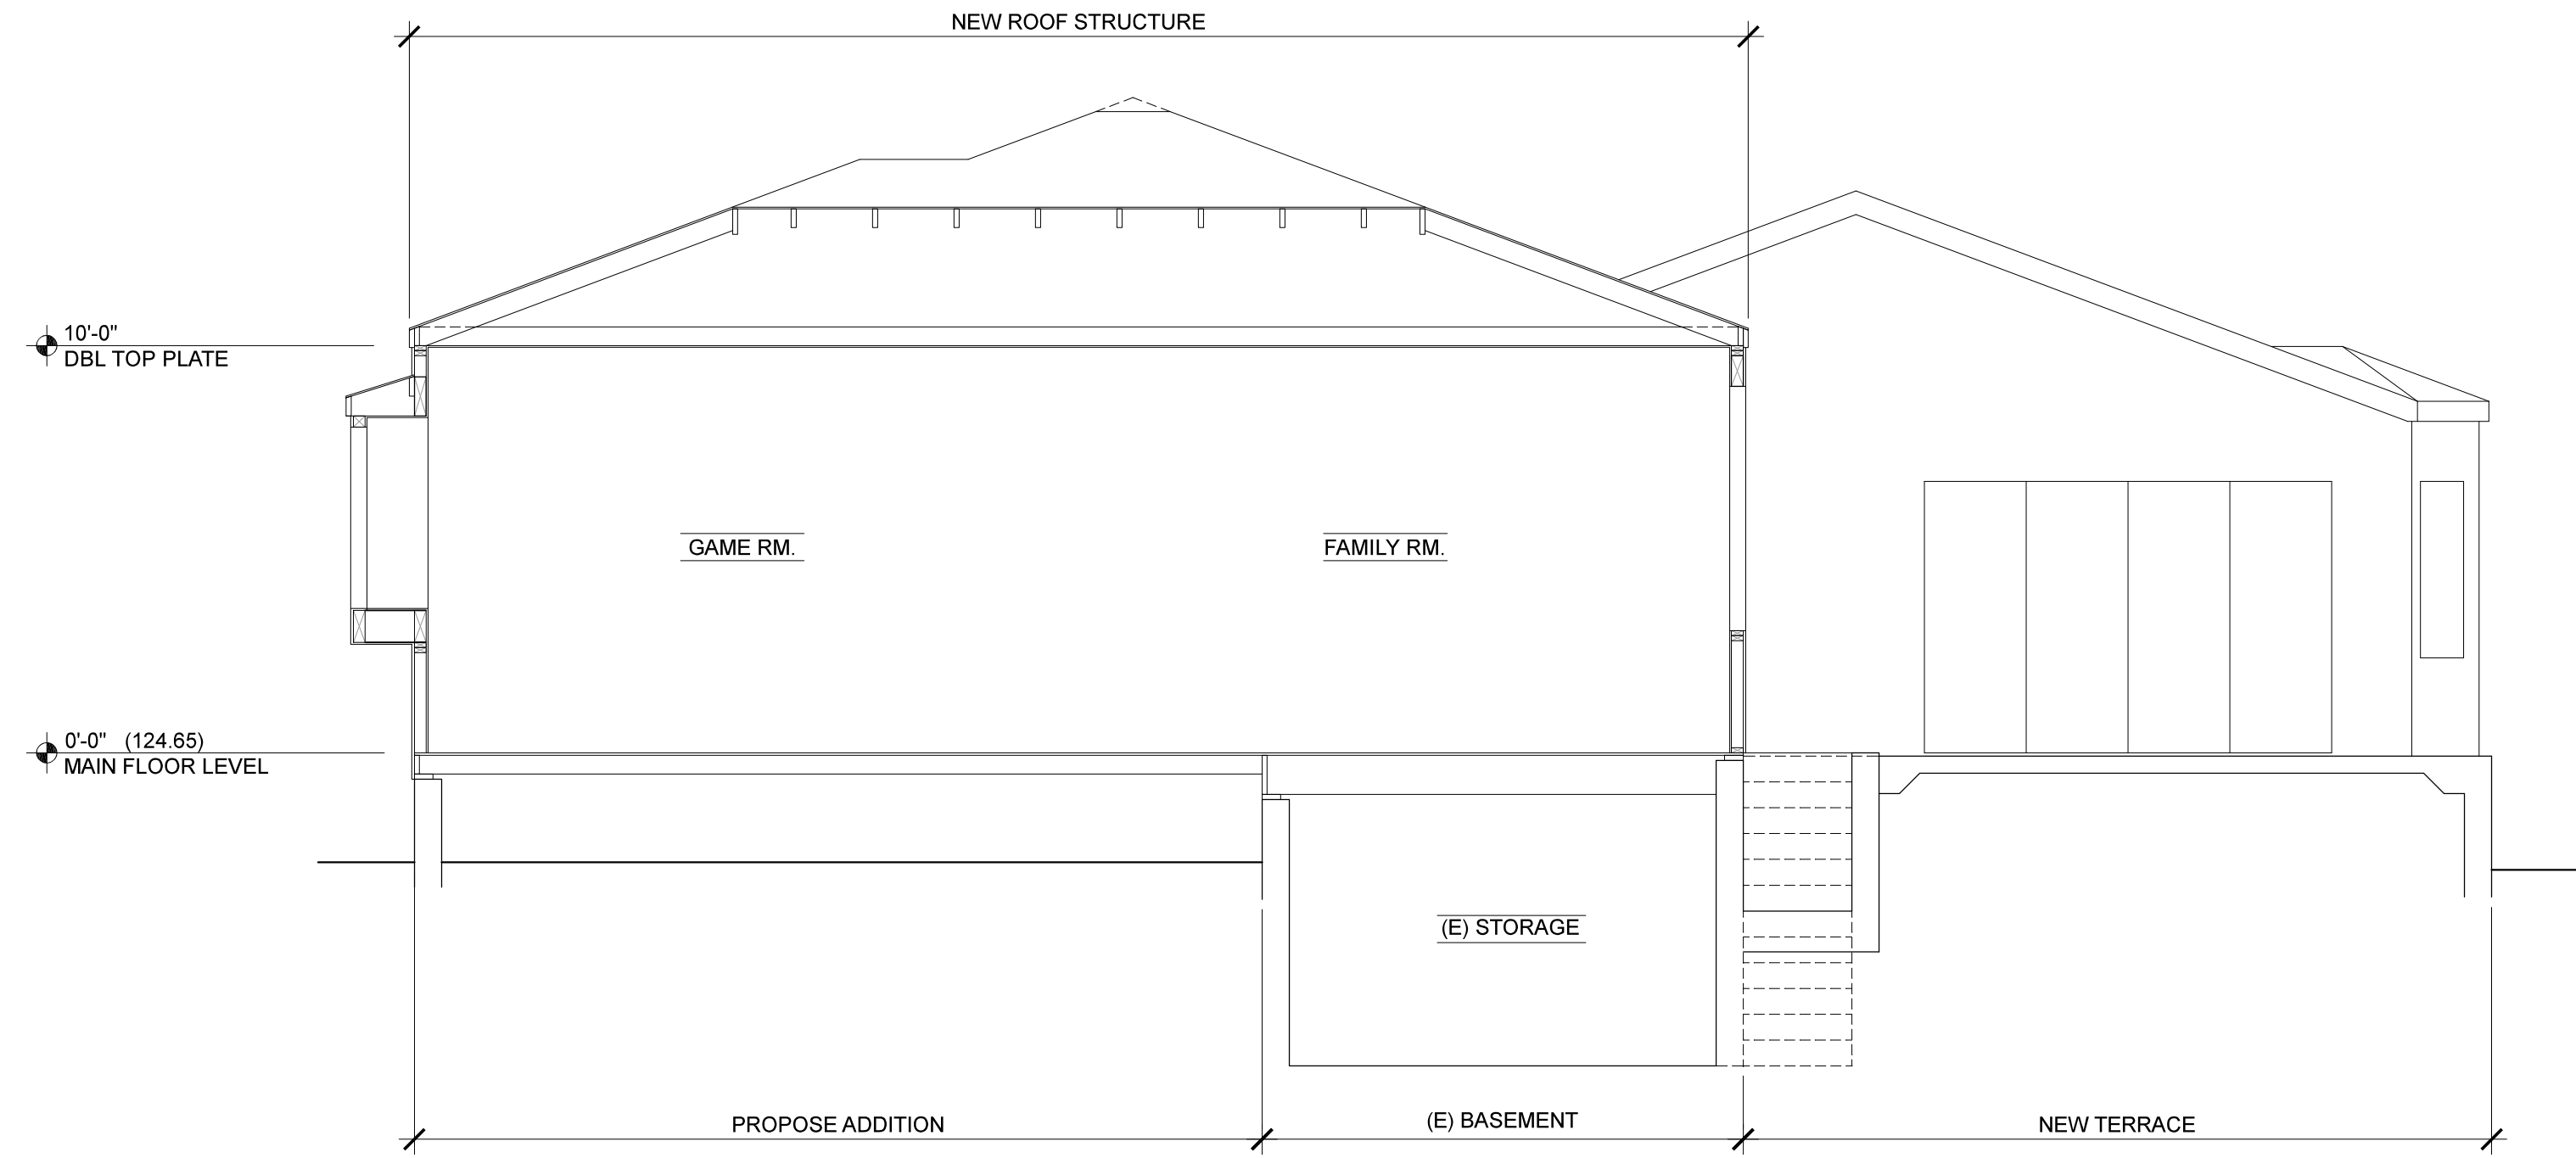 NEW ROOF STRUCTURE
10'-0"
DBL TOP PLATE
GAME RM.
FAMILY RM.
0'-0" (124.65)
MAIN FLOOR LEVEL
(E) STORAGE
PROPOSE ADDITION
(E) BASEMENT
NEW TERRACE